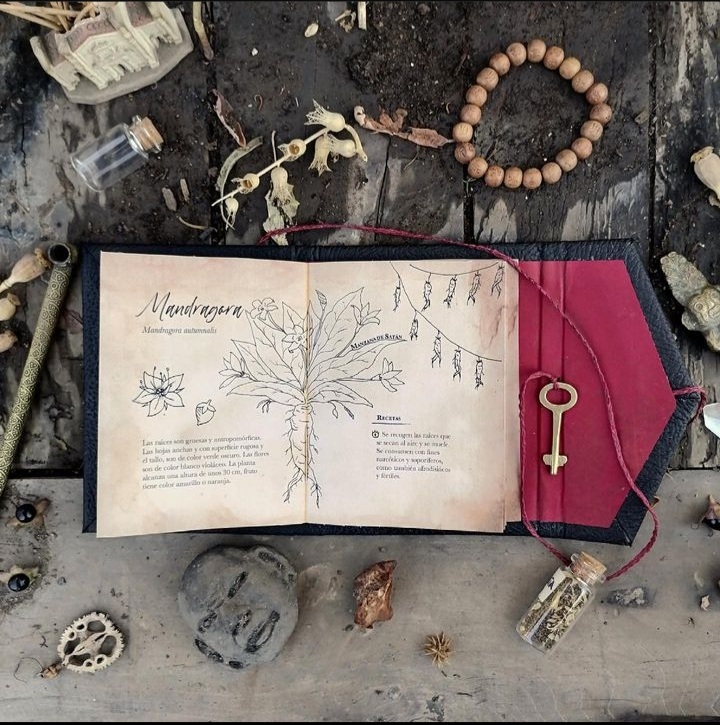 Mandragora
Mandragora autumnalis
Las raíces son gruesas y antropomórficas.
Las hojas anchas y con superficie rugosa y
el tallo, son de color verde oscuro. Las flores
son de color blanco violáceo. La planta
alcanza una altura de unos 30 cm, fruto
tiene color amarillo o naranja.
Manzana de Satán
Recetas
Se recogen las raíces que
se secan al aire y se muele.
Se consumen con fines
narcóticos y soporíferos,
como también afrodisíacos
y fértiles.